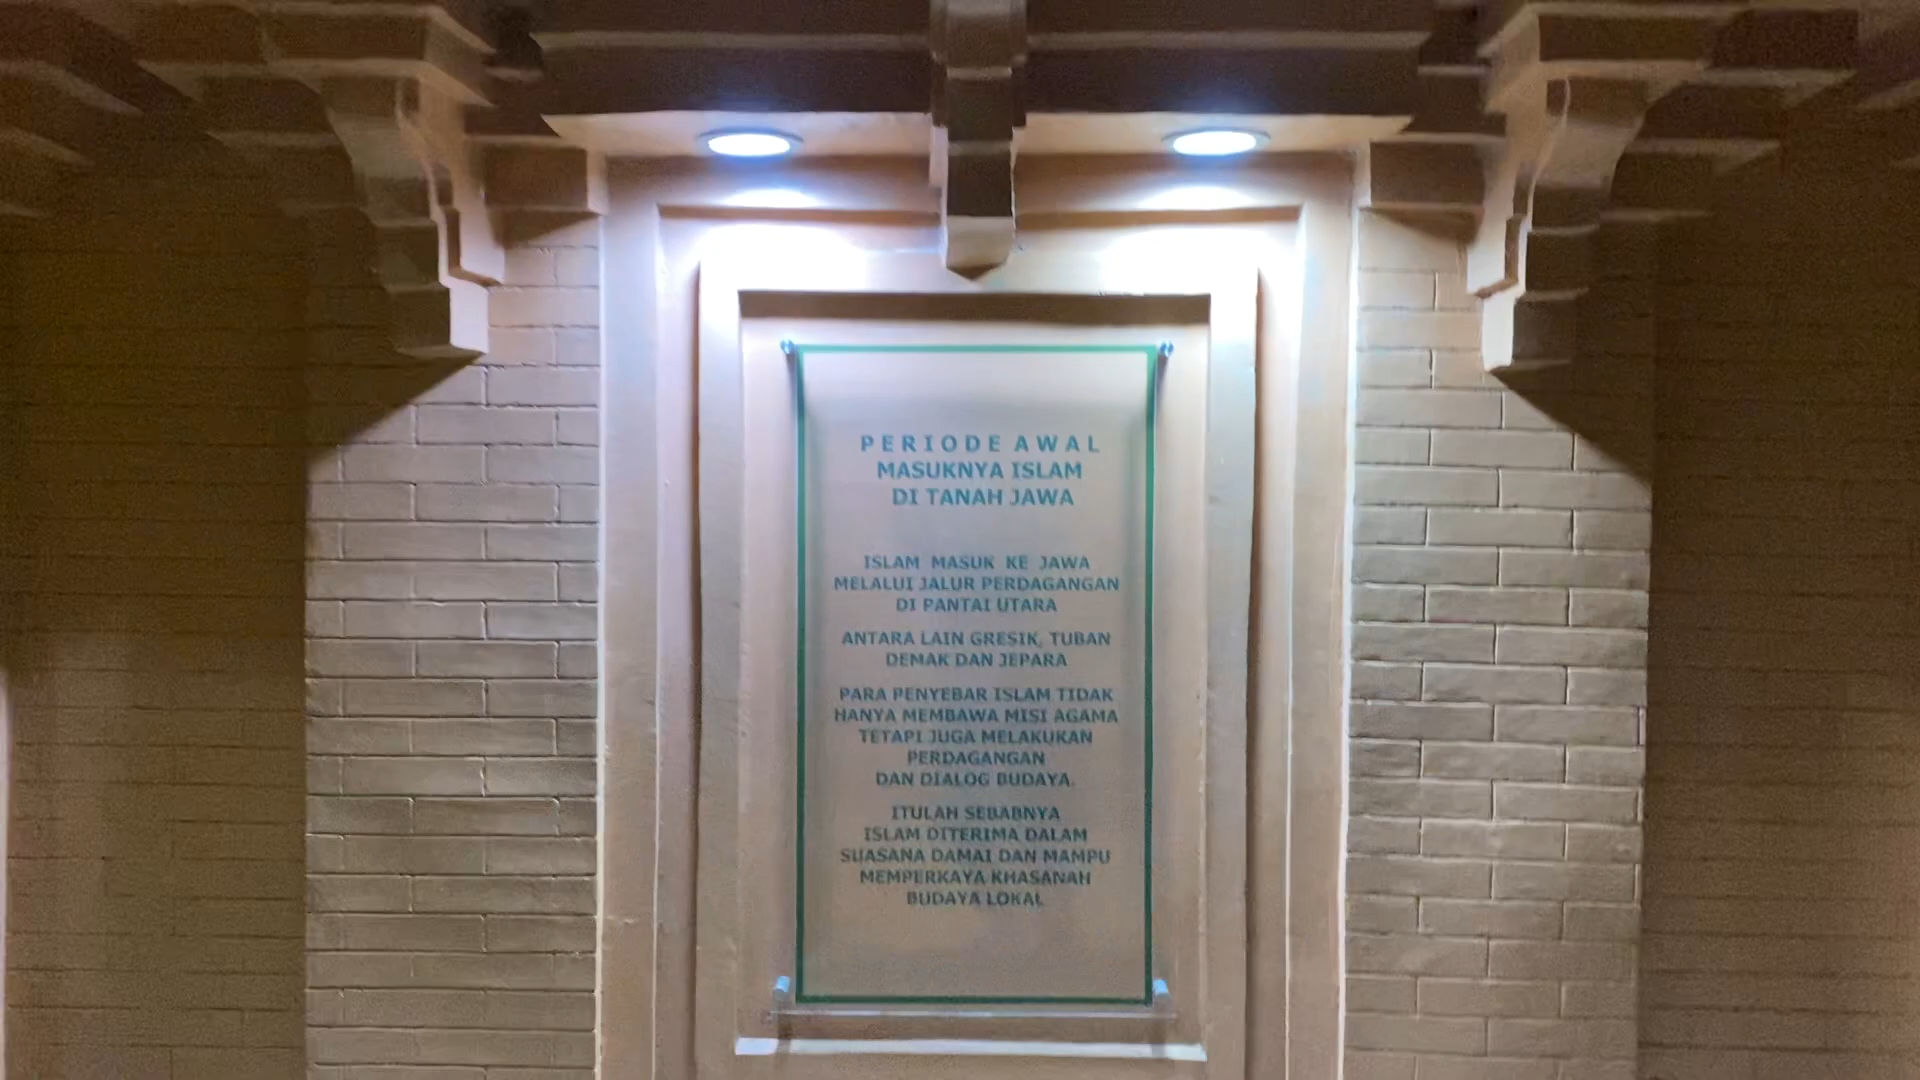 PERIODE AWAL
MASUKNYA ISLAM
DI TANAH JAWA
ISLAM MASUK KE JAWA
MELALUI JALUR PERDAGANGAN
DI PANTAI UTARA
ANTARA LAIN GRESIK, TUBAN
DEMAK DAN JEPARA
PARA PENYEBAR ISLAM TIDAK
HANYA MEMBAWA MISI AGAMA
TETAPI JUGA MELAKUKAN
PERDAGANGAN
DAN DIALOG BUDAYA.
ITULAH SEBABNYA
ISLAM DITERIMA DALAM
SUASANA DAMAI DAN MAMPU
MEMPERKAYA KHASANAH
BUDAYA LOKAL